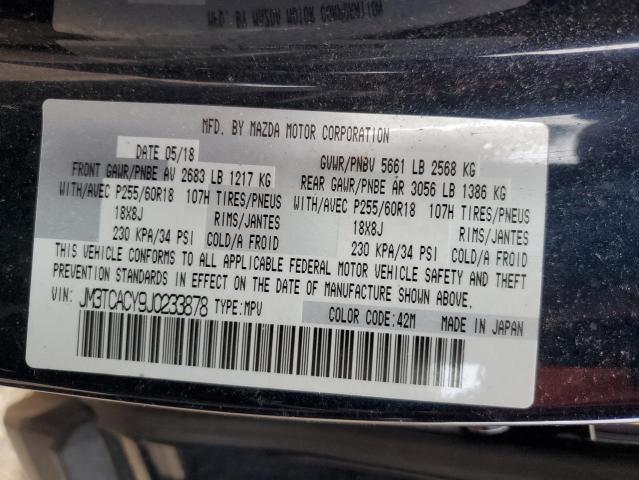 MFD. BY MAZDA MOTOR CORPORATION
DATE 05/18 GVWR/PNBV 5661 LB 2568 KG
FRONT GAWR/PNBE AV 2683 LB 1217 KG REAR GAWR/PNBE AR 3056 LB 1386 KG
WITH/AVEC P255/60R18 107H TIRES/PNEUS WITH/AVEC P255/60R18 107H TIRES/PNEUS
18X8J RIMS/JANTES 18X8J RIMS/JANTES
230 KPA/34 PSI COLD/A FROID 230 KPA/34 PSI COLD/A FROID
THIS VEHICLE CONFORMS TO ALL APPLICABLE FEDERAL MOTOR VEHICLE SAFETY AND THEFT
PREVENTION STANDARDS IN EFFECT ON THE DATE OF MANUFACTURE SHOWN ABOVE.
VIN: JM3TCACY9J0233878 TYPE:MPV
COLOR CODE:42M MADE IN JAPAN